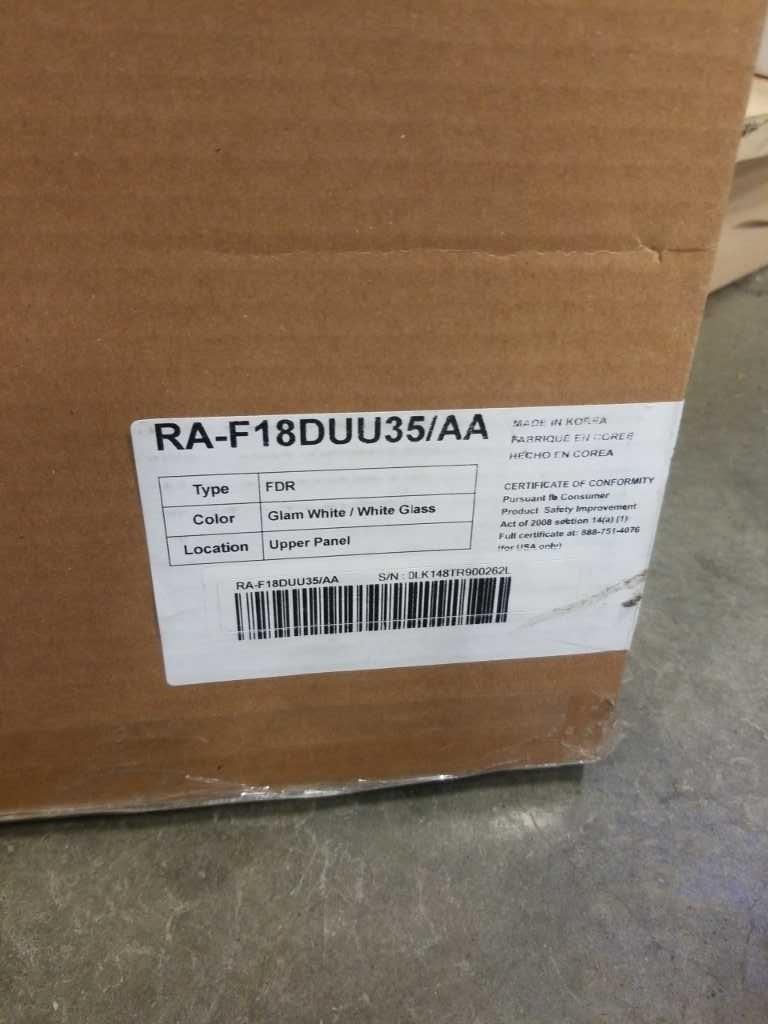 RA-F18DUU35/AA
MADE IN KOREA
FABRIQUÉ EN CORÉE
HECHO EN COREA
Type FDR
Color Glam White / White Glass
Location Upper Panel
CERTIFICATE OF CONFORMITY
Pursuant to Consumer
Product Safety Improvement
Act of 2008 section 14(a) (1)
Full certificate at: 888-751-4076
(for USA only)
RA-F18DUU35/AA S/N : 0LK148TR900262L